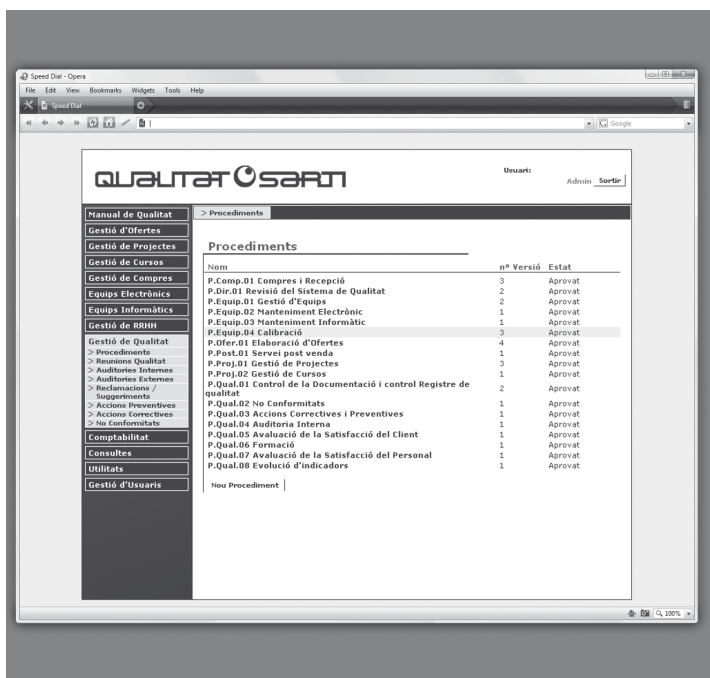 Speed Dial - Opera
File Edit View Bookmarks Widgets Tools Help
Speed Dial
Google
QUALITAT SARTI
Usuari:
Admin Sortir
Manual de Qualitat
Gestió d'Ofertes
Gestió de Projectes
Gestió de Cursos
Gestió de Compres
Equips Electrònics
Equips Informàtics
Gestió de RRHH
Gestió de Qualitat
> Procediments
> Reunions Qualitat
> Auditories Internes
> Auditories Externes
> Reclamacions /
Suggeriments
> Accions Preventives
> Accions Correctives
> No Conformitats
Comptabilitat
Consultes
Utilitats
Gestió d'Usuaris
> Procediments
Procediments
Nom nº Versió Estat
P.Comp.01 Compres i Recepció 3 Aprovat
P.Dir.01 Revisió del Sistema de Qualitat 2 Aprovat
P.Equip.01 Gestió d'Equips 2 Aprovat
P.Equip.02 Manteniment Electrònic 1 Aprovat
P.Equip.03 Manteniment Informàtic 1 Aprovat
P.Equip.04 Calibració 3 Aprovat
P.Ofer.01 Elaboració d'Ofertes 4 Aprovat
P.Post.01 Servei post venda 1 Aprovat
P.Proj.01 Gestió de Projectes 3 Aprovat
P.Proj.02 Gestió de Cursos 1 Aprovat
P.Qual.01 Control de la Documentació i control Registre de
qualitat 2 Aprovat
P.Qual.02 No Conformitats 1 Aprovat
P.Qual.03 Accions Correctives i Preventives 1 Aprovat
P.Qual.04 Auditoria Interna 1 Aprovat
P.Qual.05 Avaluació de la Satisfacció del Client 1 Aprovat
P.Qual.06 Formació 1 Aprovat
P.Qual.07 Avaluació de la Satisfacció del Personal 1 Aprovat
P.Qual.08 Evolució d'indicadors 1 Aprovat
Nou Procediment
100%